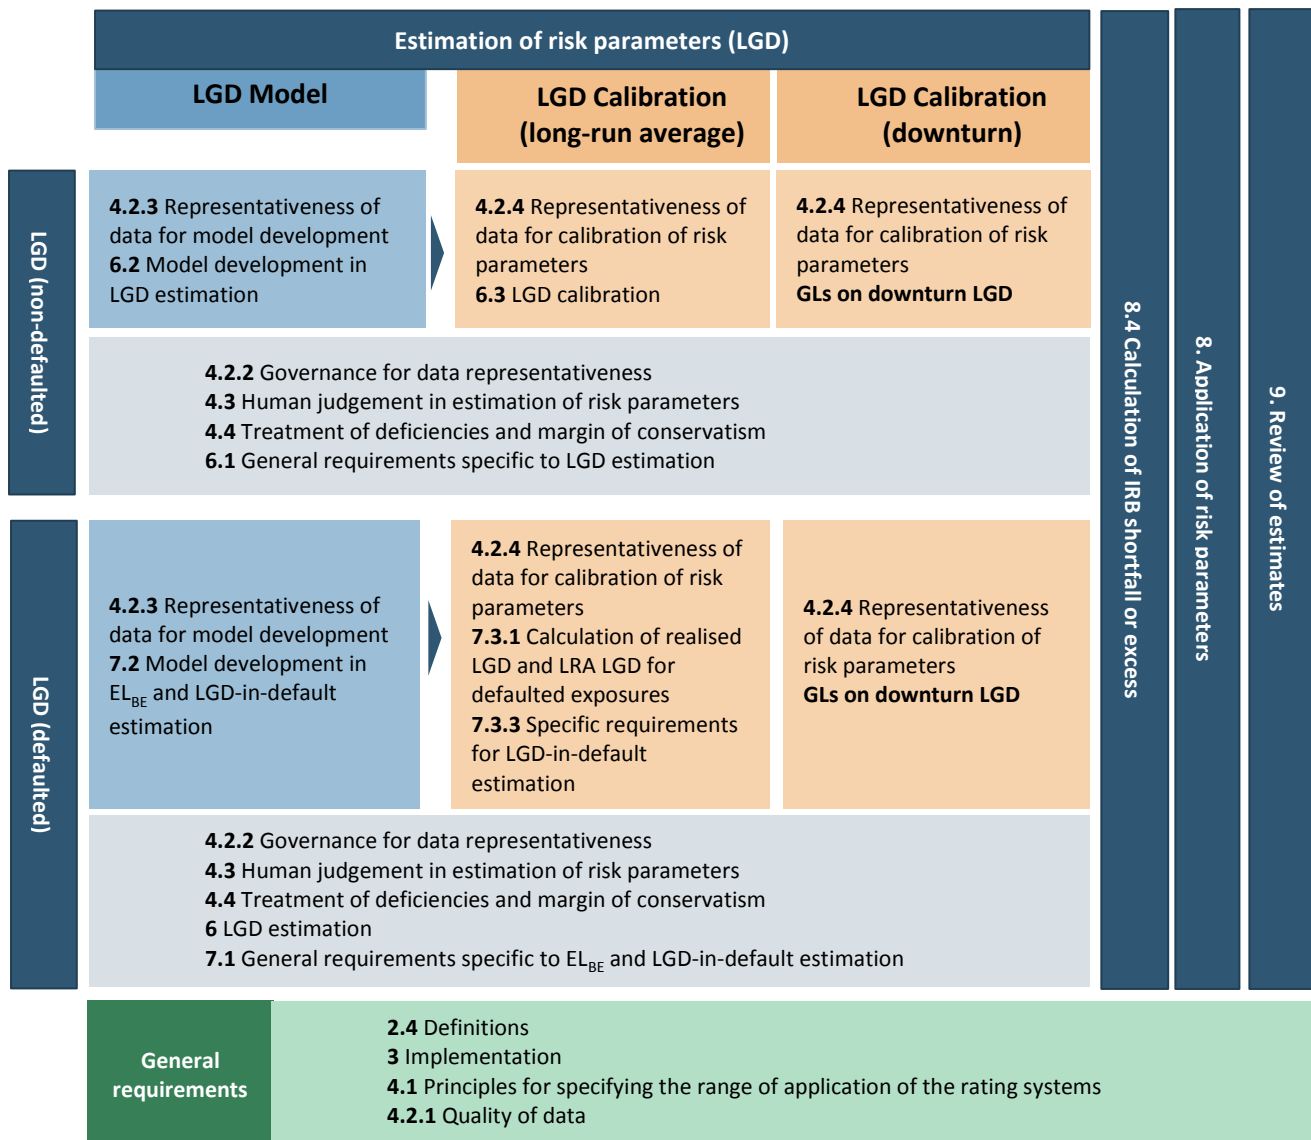 Estimation of risk parameters (LGD)
LGD Model
LGD Calibration
(long-run average)
LGD Calibration
(downturn)
LGD (non-defaulted)
4.2.3 Representativeness of
data for model development
6.2 Model development in
LGD estimation
4.2.4 Representativeness of
data for calibration of risk
parameters
6.3 LGD calibration
4.2.4 Representativeness of
data for calibration of risk
parameters
GLs on downturn LGD
4.2.2 Governance for data representativeness
4.3 Human judgement in estimation of risk parameters
4.4 Treatment of deficiencies and margin of conservatism
6.1 General requirements specific to LGD estimation
LGD (defaulted)
4.2.3 Representativeness of
data for model development
7.2 Model development in
EL_BE and LGD-in-default
estimation
4.2.4 Representativeness of
data for calibration of risk
parameters
7.3.1 Calculation of realised
LGD and LRA LGD for
defaulted exposures
7.3.3 Specific requirements
for LGD-in-default
estimation
4.2.4 Representativeness
of data for calibration of
risk parameters
GLs on downturn LGD
4.2.2 Governance for data representativeness
4.3 Human judgement in estimation of risk parameters
4.4 Treatment of deficiencies and margin of conservatism
6 LGD estimation
7.1 General requirements specific to EL_BE and LGD-in-default estimation
8.4 Calculation of IRB shortfall or excess
8. Application of risk parameters
9. Review of estimates
General
requirements
2.4 Definitions
3 Implementation
4.1 Principles for specifying the range of application of the rating systems
4.2.1 Quality of data